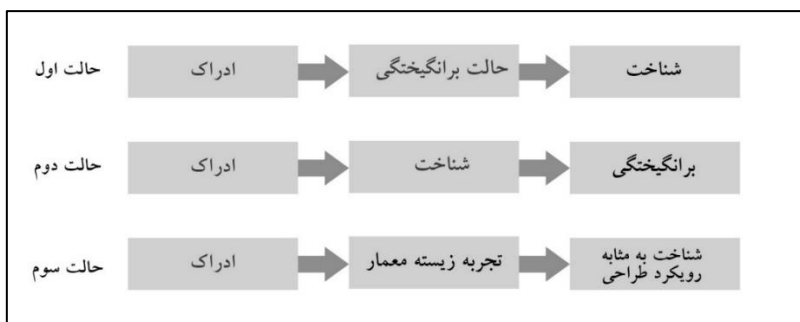 حالت اول
ادراک
حالت برانگیختگی
شناخت
حالت دوم
ادراک
شناخت
برانگیختگی
حالت سوم
ادراک
تجربه زیسته معمار
شناخت به مثابه
رویکرد طراحی